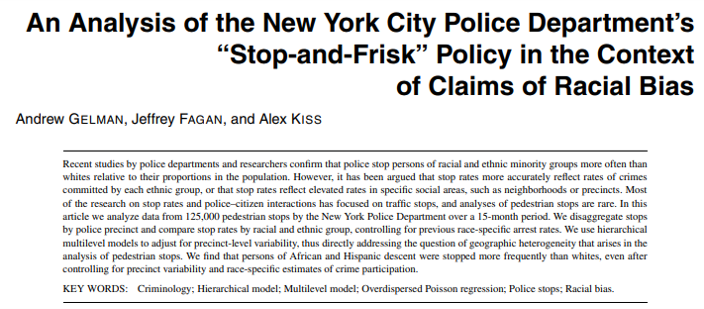 An Analysis of the New York City Police Department’s
“Stop-and-Frisk” Policy in the Context
of Claims of Racial Bias
Andrew GELMAN, Jeffrey FAGAN, and Alex KISS
Recent studies by police departments and researchers confirm that police stop persons of racial and ethnic minority groups more often than
whites relative to their proportions in the population. However, it has been argued that stop rates more accurately reflect rates of crimes
committed by each ethnic group, or that stop rates reflect elevated rates in specific social areas, such as neighborhoods or precincts. Most
of the research on stop rates and police–citizen interactions has focused on traffic stops, and analyses of pedestrian stops are rare. In this
article we analyze data from 125,000 pedestrian stops by the New York Police Department over a 15-month period. We disaggregate stops
by police precinct and compare stop rates by racial and ethnic group, controlling for previous race-specific arrest rates. We use hierarchical
multilevel models to adjust for precinct-level variability, thus directly addressing the question of geographic heterogeneity that arises in the
analysis of pedestrian stops. We find that persons of African and Hispanic descent were stopped more frequently than whites, even after
controlling for precinct variability and race-specific estimates of crime participation.
KEY WORDS: Criminology; Hierarchical model; Multilevel model; Overdispersed Poisson regression; Police stops; Racial bias.